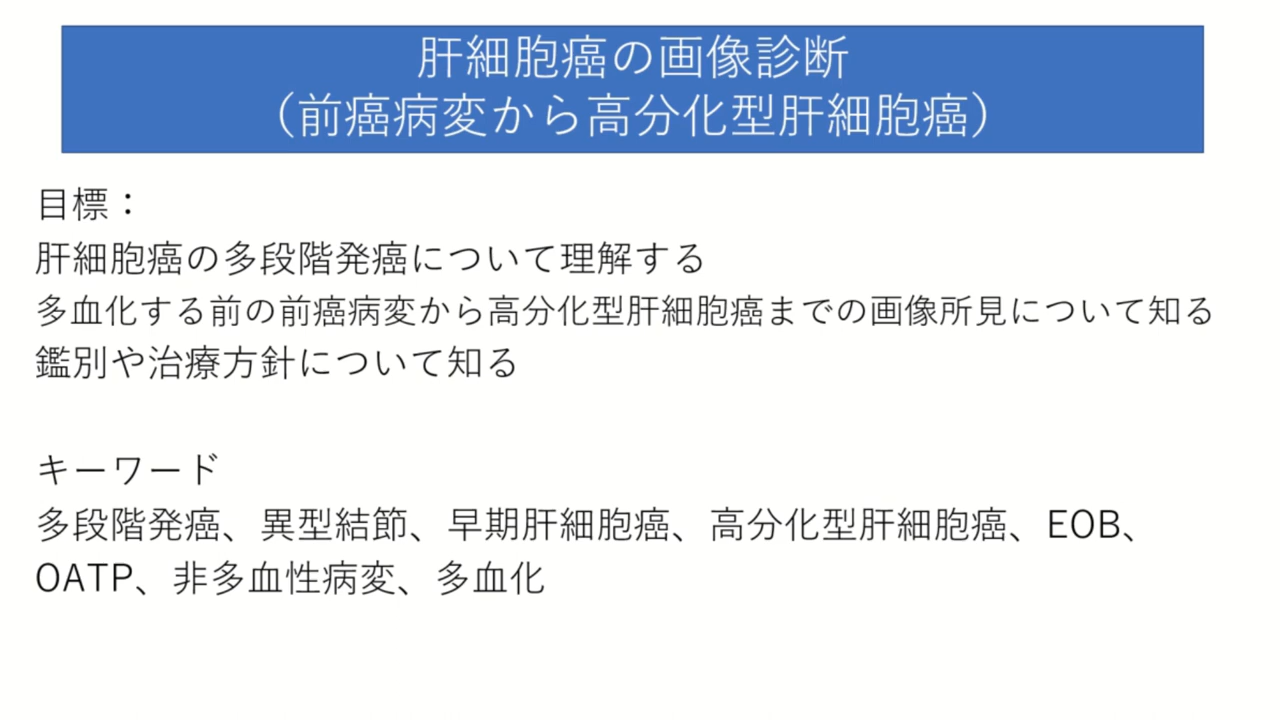 肝細胞癌の画像診断
（前癌病変から高分化型肝細胞癌）
目標：
肝細胞癌の多段階発癌について理解する
多血化する前の前癌病変から高分化型肝細胞癌までの画像所見について知る
鑑別や治療方針について知る
キーワード
多段階発癌、異型結節、早期肝細胞癌、高分化型肝細胞癌、EOB、
OATP、非多血性病変、多血化